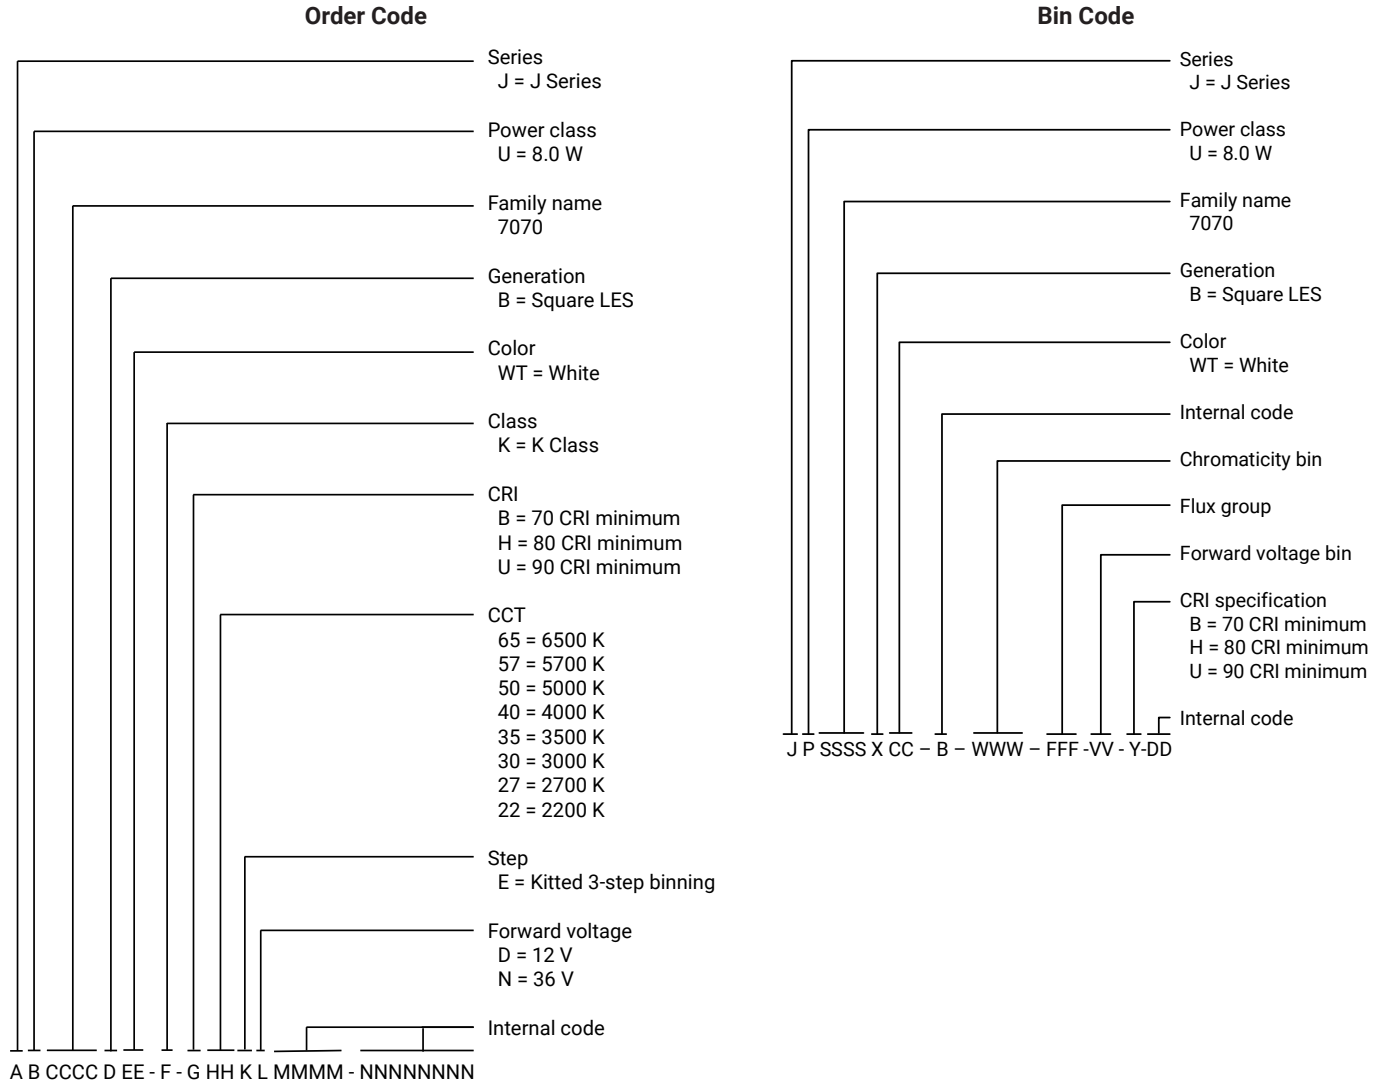 Order Code
Series
J = J Series
Power class
U = 8.0 W
Family name
7070
Generation
B = Square LES
Color
WT = White
Class
K = K Class
CRI
B = 70 CRI minimum
H = 80 CRI minimum
U = 90 CRI minimum
CCT
65 = 6500 K
57 = 5700 K
50 = 5000 K
40 = 4000 K
35 = 3500 K
30 = 3000 K
27 = 2700 K
22 = 2200 K
Step
E = Kitted 3-step binning
Forward voltage
D = 12 V
N = 36 V
Internal code
A B CCCC D EE - F - G HH K L MMMM - NNNNNNNN
Bin Code
Series
J = J Series
Power class
U = 8.0 W
Family name
7070
Generation
B = Square LES
Color
WT = White
Internal code
Chromaticity bin
Flux group
Forward voltage bin
CRI specification
B = 70 CRI minimum
H = 80 CRI minimum
U = 90 CRI minimum
Internal code
J P SSSS X CC – B – WWW – FFF -VV - Y-DD